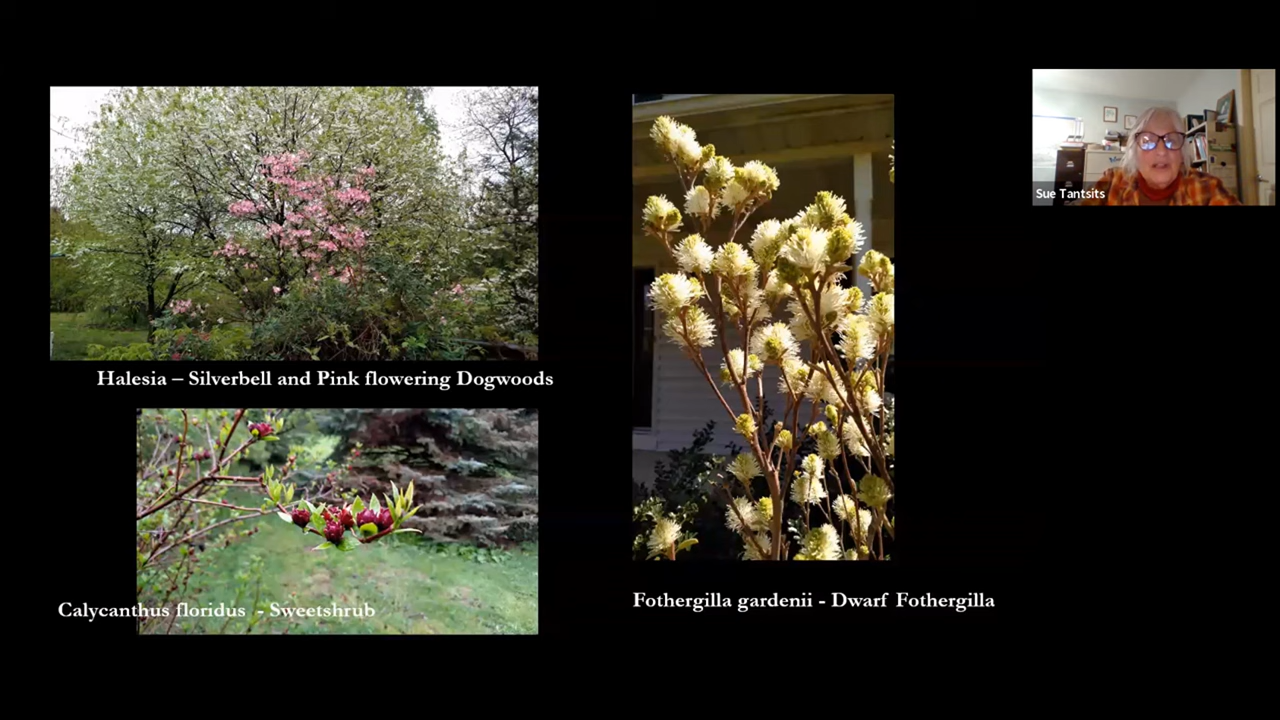 Sue Tantsits
Halesia – Silverbell and Pink flowering Dogwoods
Calycanthus floridus - Sweetshrub
Fothergilla gardenii - Dwarf Fothergilla